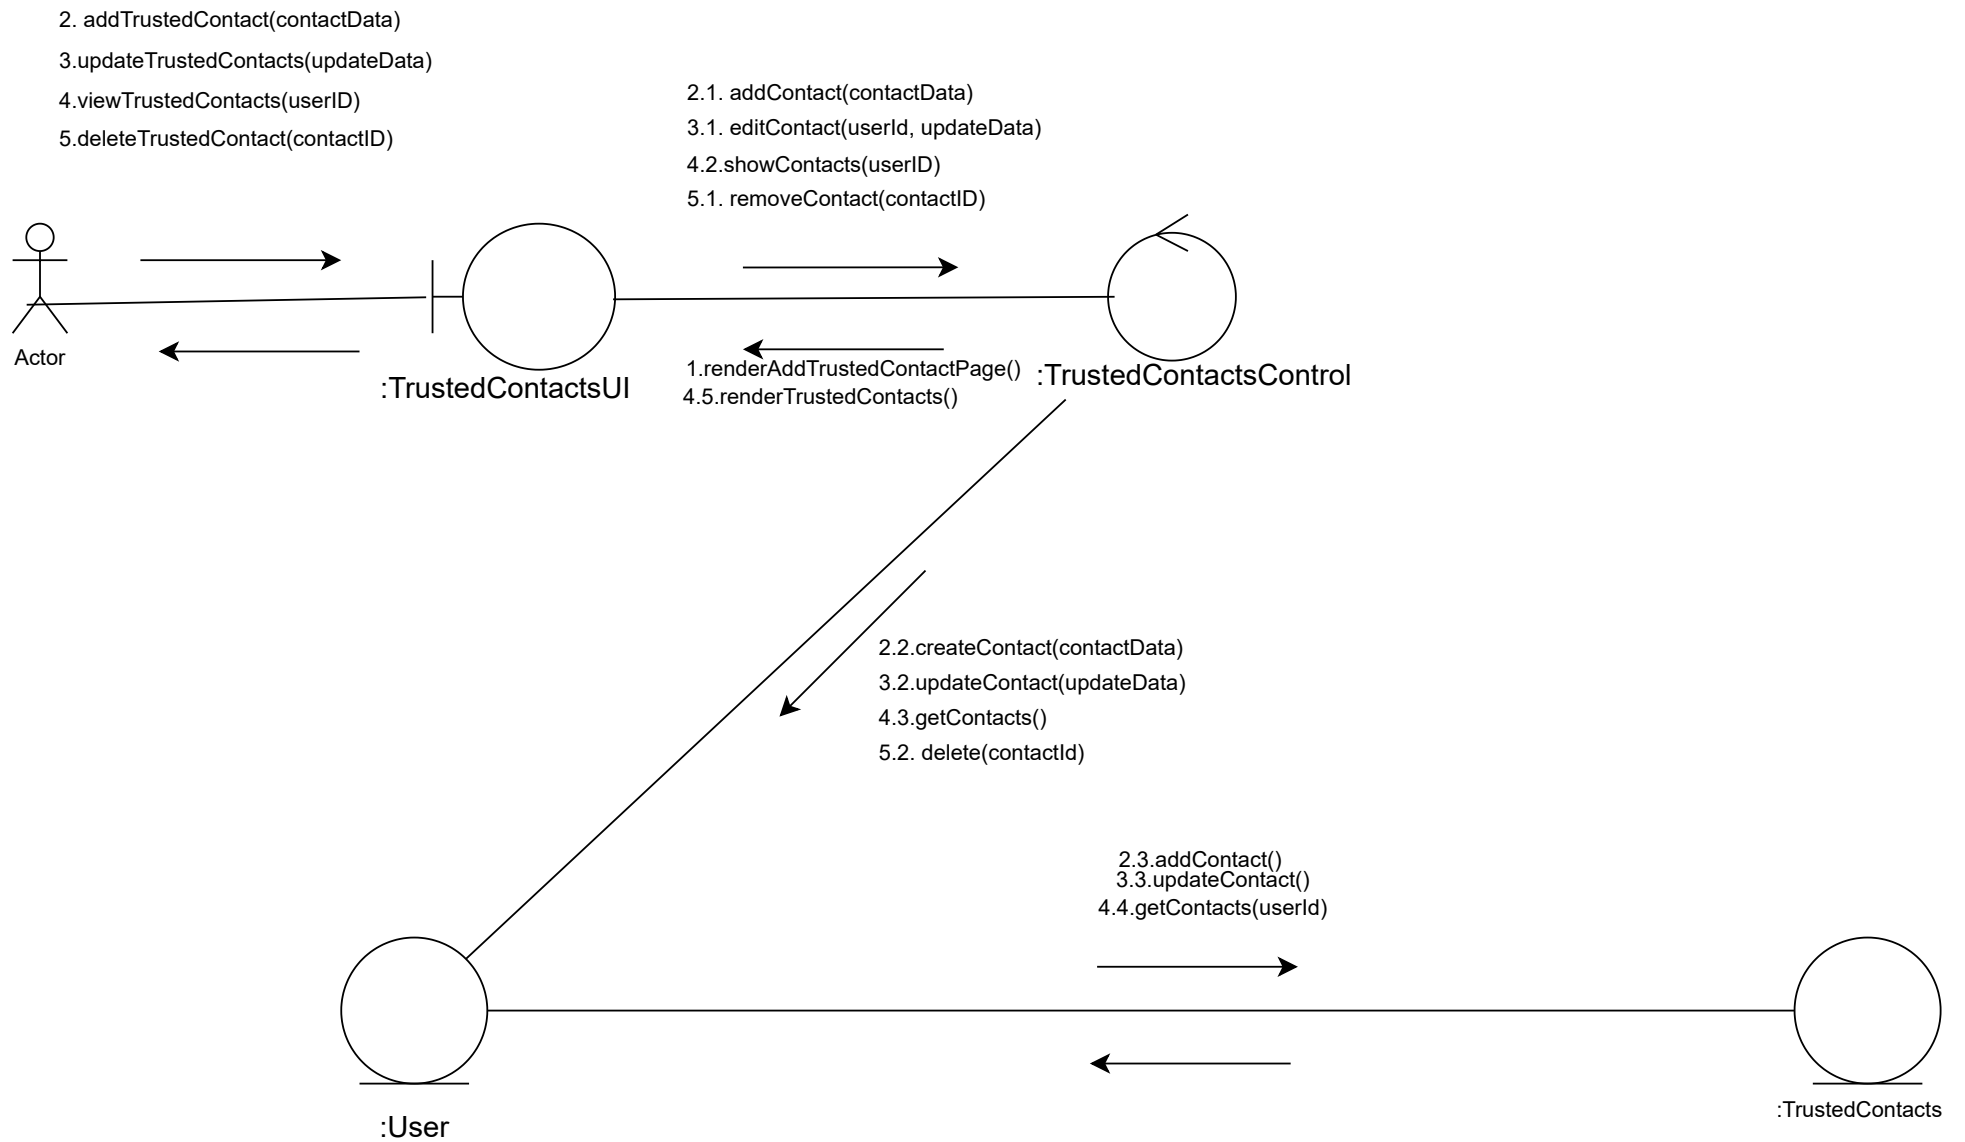 2. addTrustedContact(contactData)
3.updateTrustedContacts(updateData)
4.viewTrustedContacts(userID)
5.deleteTrustedContact(contactID)
2.1. addContact(contactData)
3.1. editContact(userId, updateData)
4.2.showContacts(userID)
5.1. removeContact(contactID)
Actor
:TrustedContactsUI
1.renderAddTrustedContactPage()
4.5.renderTrustedContacts()
:TrustedContactsControl
2.2.createContact(contactData)
3.2.updateContact(updateData)
4.3.getContacts()
5.2. delete(contactId)
2.3.addContact()
3.3.updateContact()
4.4.getContacts(userId)
:User
:TrustedContacts